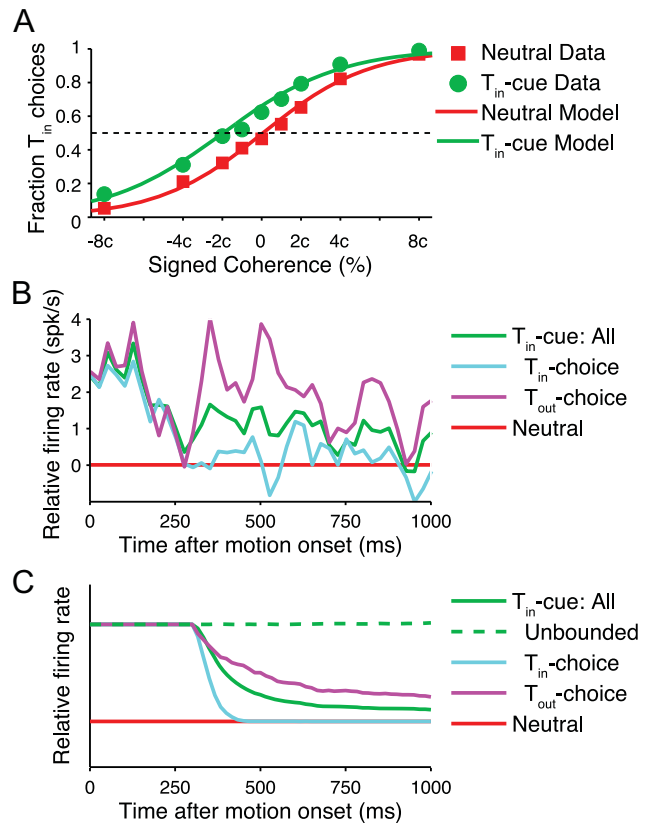 A
Fraction Tin choices
1
0.8
0.6
0.4
0.2
0
-8c -4c -2c 0 2c 4c 8c
Signed Coherence (%)
Neutral Data
Tin-cue Data
Neutral Model
Tin-cue Model
B
Relative firing rate (spk/s)
4
3
2
1
0
0 250 500 750 1000
Time after motion onset (ms)
Tin-cue: All
Tin-choice
Tout-choice
Neutral
C
Relative firing rate
0 250 500 750 1000
Time after motion onset (ms)
Tin-cue: All
Unbounded
Tin-choice
Tout-choice
Neutral